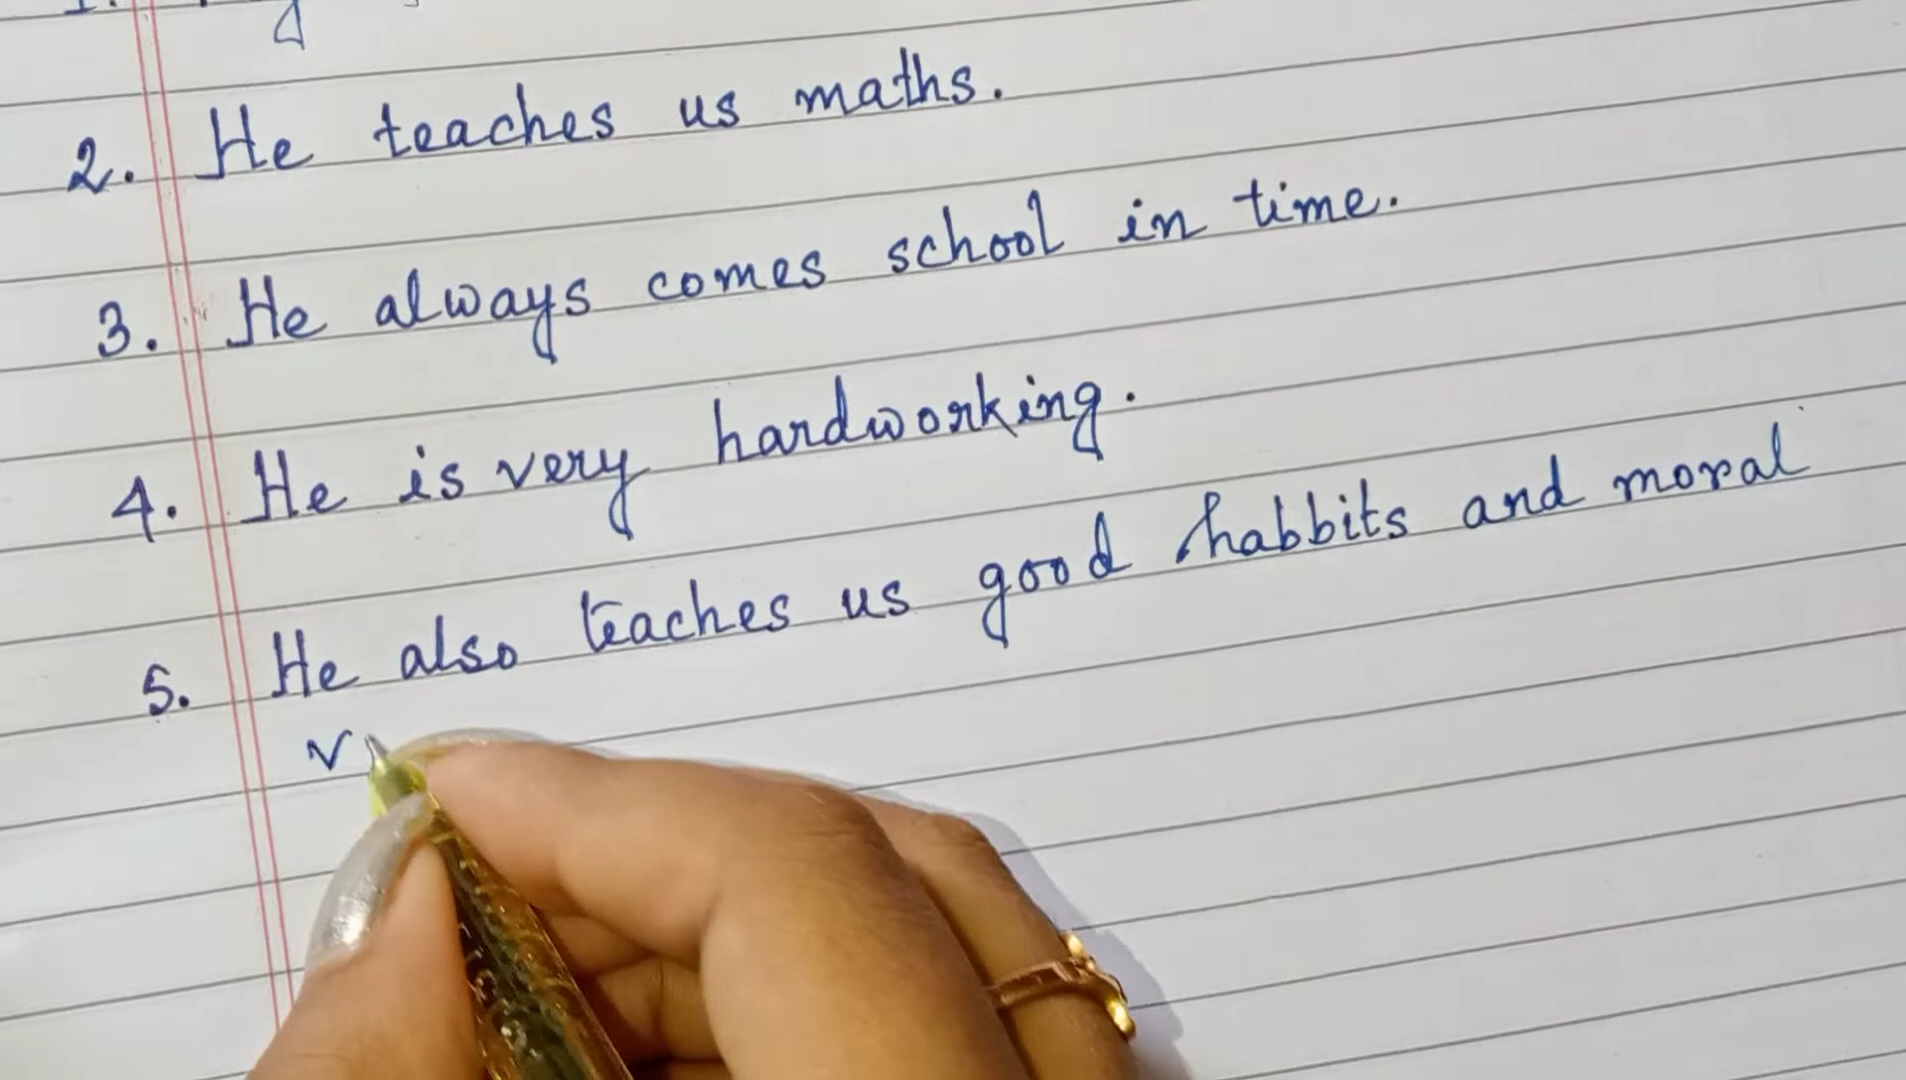 2. He teaches us maths.
3. He always comes school in time.
4. He is very hardworking.
5. He also teaches us good habbits and moral
v